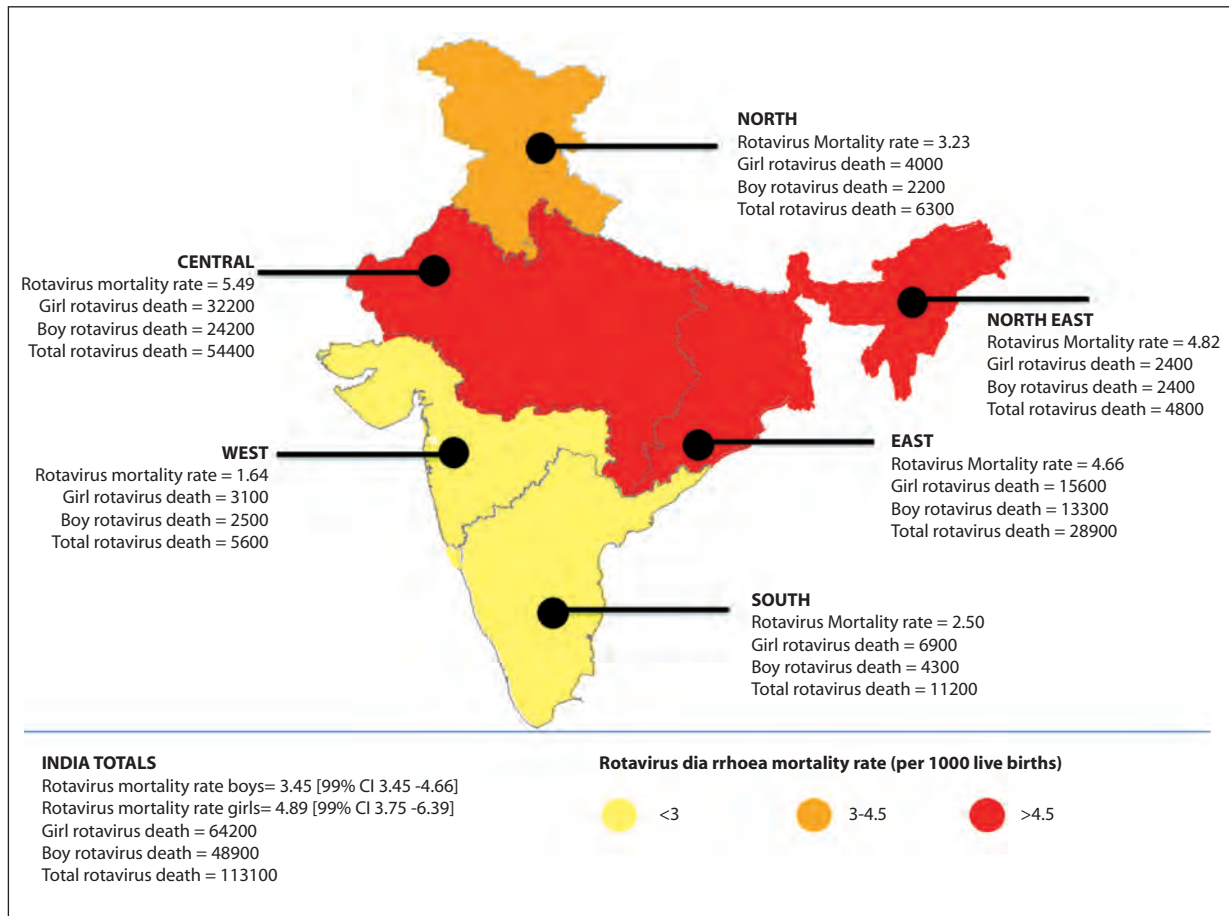 NORTH
Rotavirus Mortality rate = 3.23
Girl rotavirus death = 4000
Boy rotavirus death = 2200
Total rotavirus death = 6300
CENTRAL
Rotavirus mortality rate = 5.49
Girl rotavirus death = 32200
Boy rotavirus death = 24200
Total rotavirus death = 54400
NORTH EAST
Rotavirus Mortality rate = 4.82
Girl rotavirus death = 2400
Boy rotavirus death = 2400
Total rotavirus death = 4800
WEST
Rotavirus mortality rate = 1.64
Girl rotavirus death = 3100
Boy rotavirus death = 2500
Total rotavirus death = 5600
EAST
Rotavirus Mortality rate = 4.66
Girl rotavirus death = 15600
Boy rotavirus death = 13300
Total rotavirus death = 28900
SOUTH
Rotavirus Mortality rate = 2.50
Girl rotavirus death = 6900
Boy rotavirus death = 4300
Total rotavirus death = 11200
INDIA TOTALS
Rotavirus mortality rate boys= 3.45 [99% CI 3.45 -4.66]
Rotavirus mortality rate girls= 4.89 [99% CI 3.75 -6.39]
Girl rotavirus death = 64200
Boy rotavirus death = 48900
Total rotavirus death = 113100
Rotavirus dia rrhoea mortality rate (per 1000 live births)
<3 3-4.5 >4.5